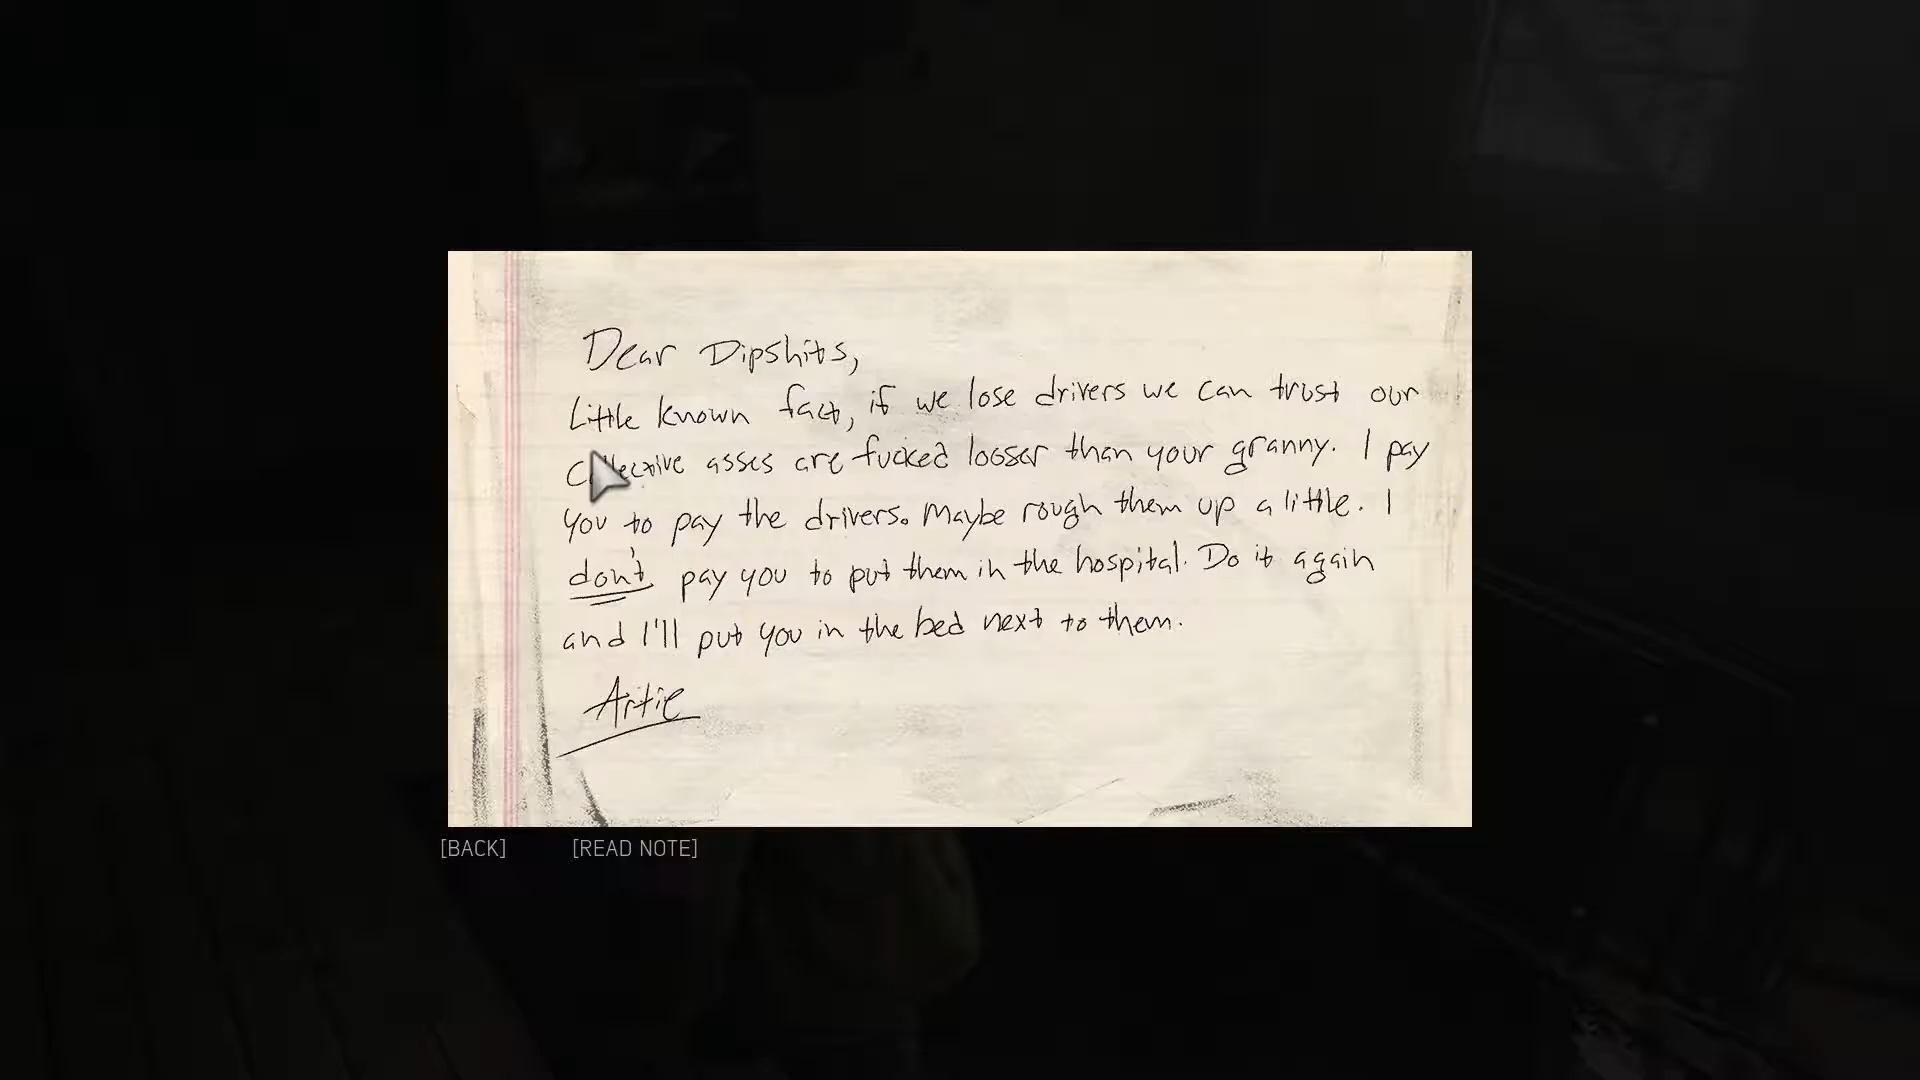 Dear Dipshits,
Little known fact, if we lose drivers we can trust our
collective asses are fucked looser than your granny. I pay
you to pay the drivers. Maybe rough them up a little. I
don't pay you to put them in the hospital. Do it again
and I'll put you in the bed next to them.
Artie
[BACK] [READ NOTE]